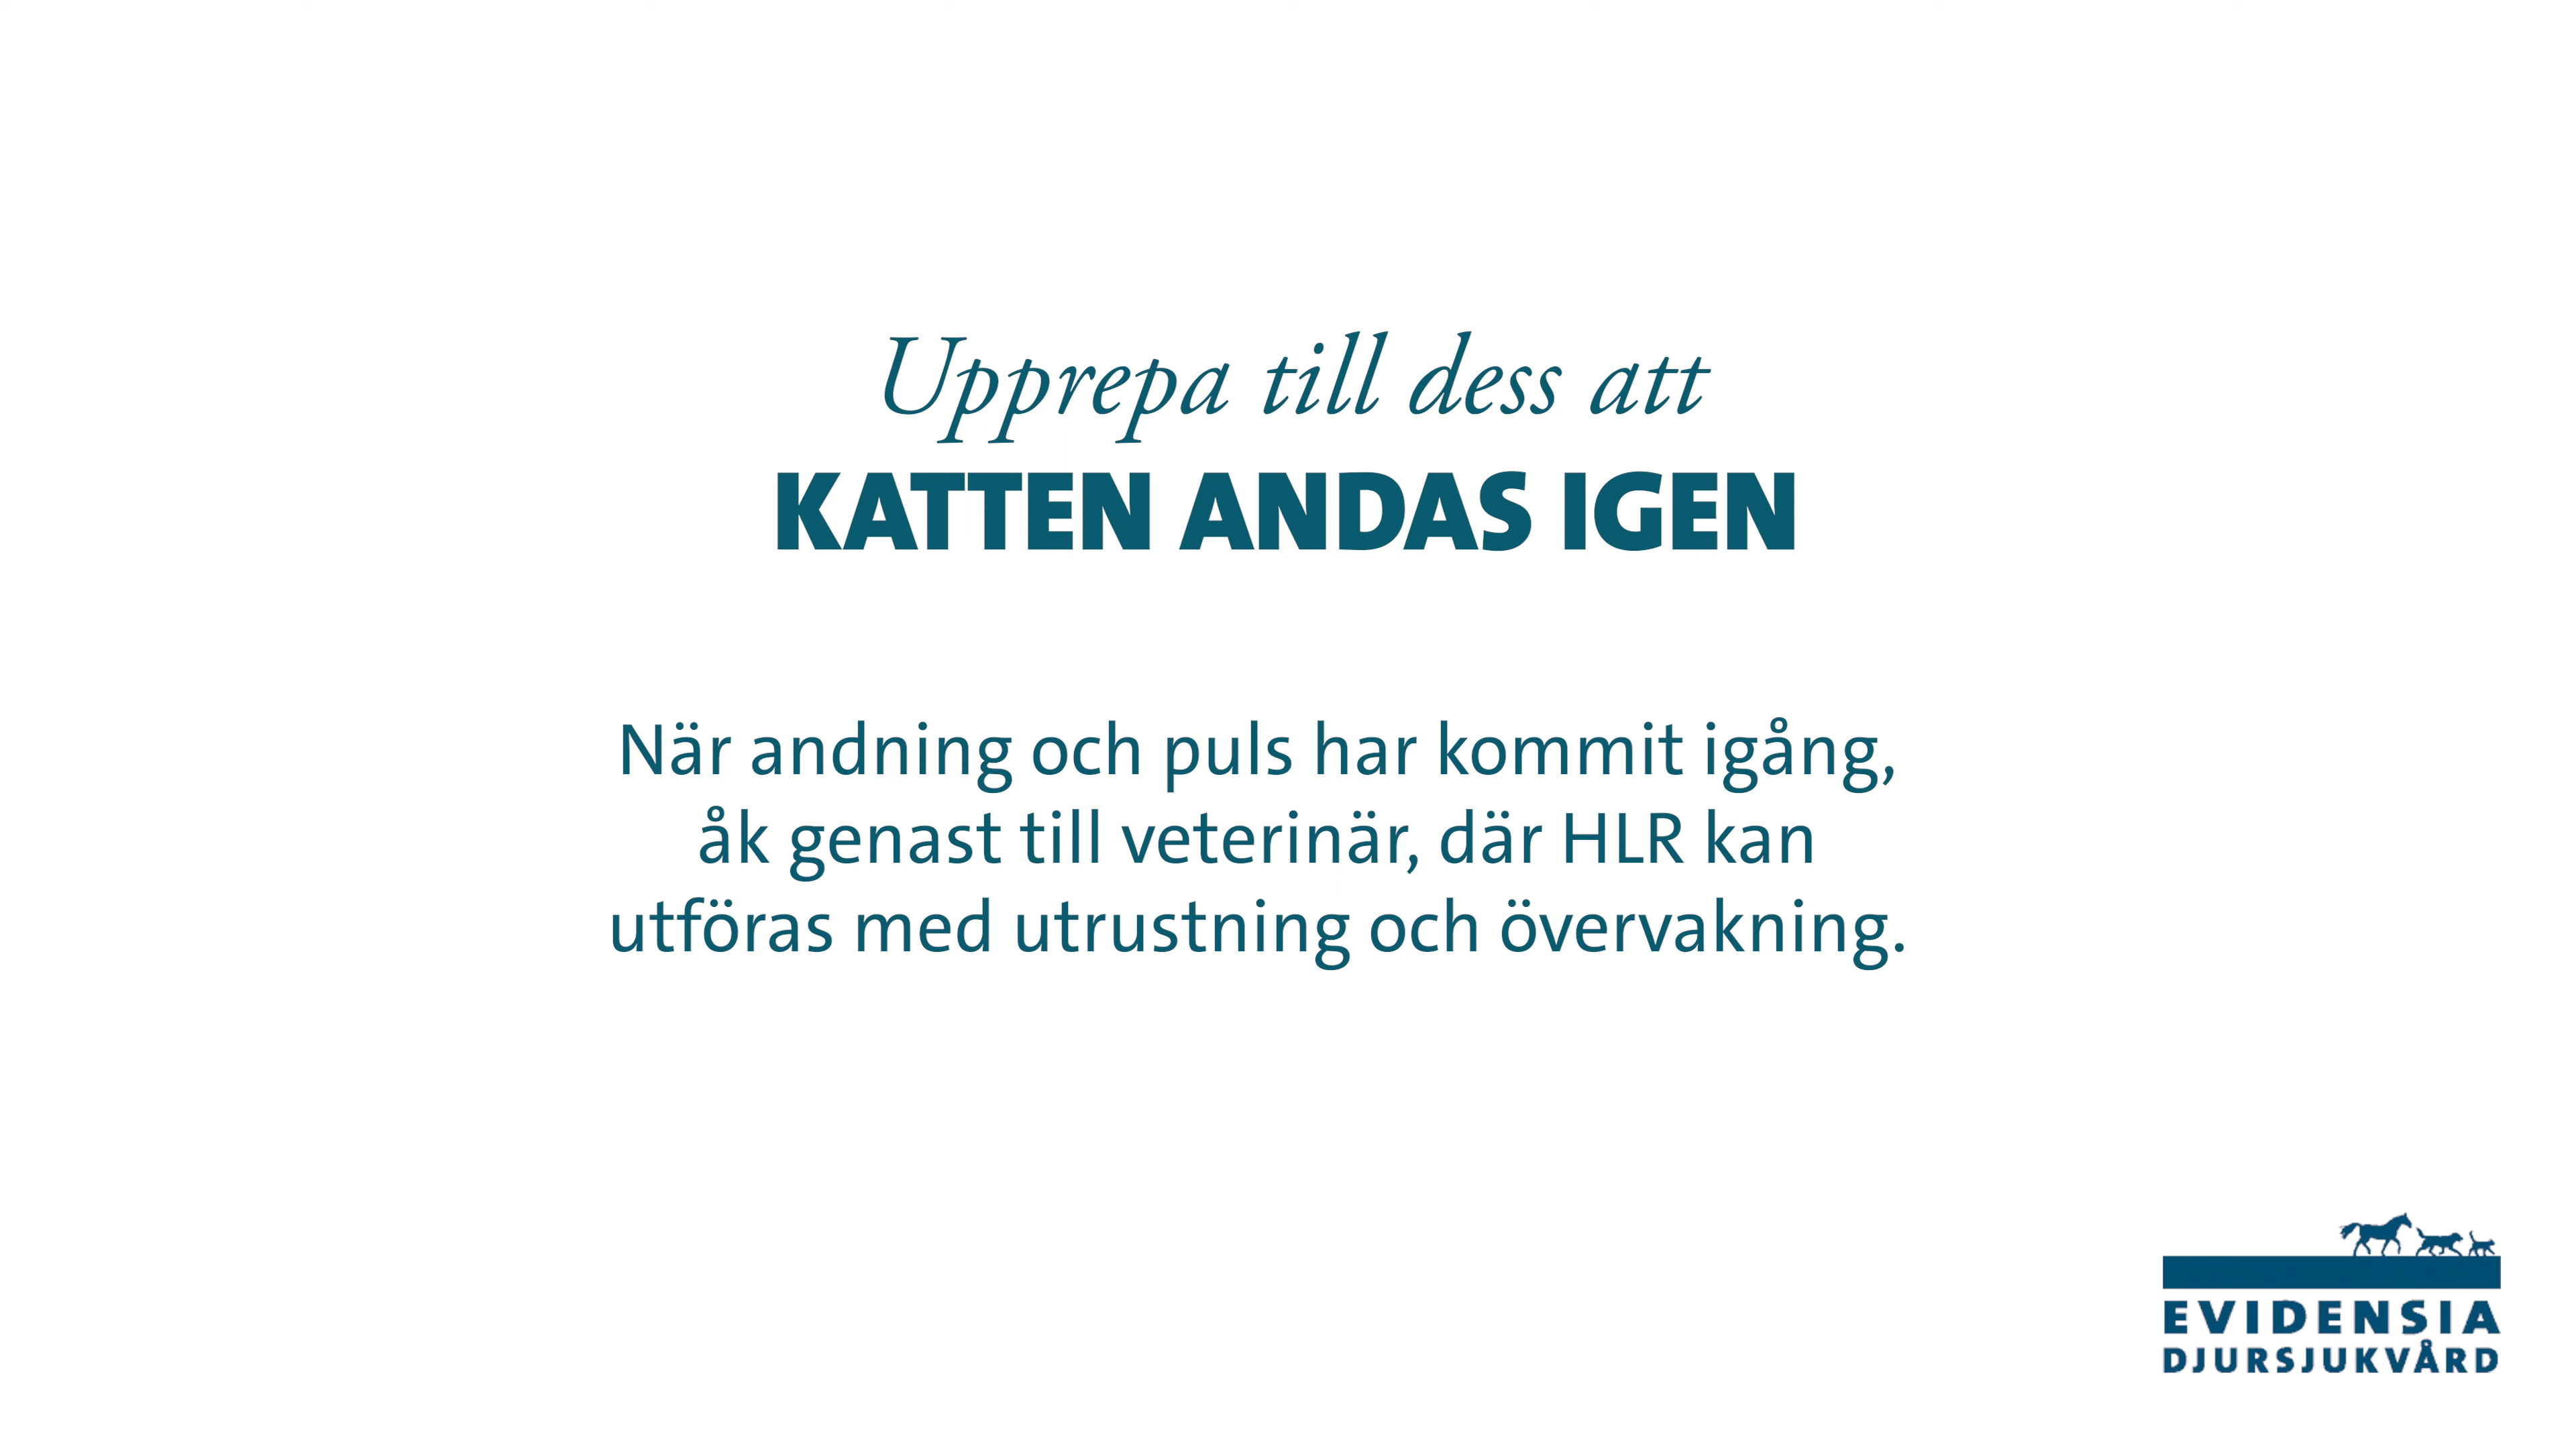 Upprepa till dess att
KATTEN ANDAS IGEN
När andning och puls har kommit igång,
åk genast till veterinär, där HLR kan
utföras med utrustning och övervakning.
EVIDENSIA
DJURSJUKVÅRD